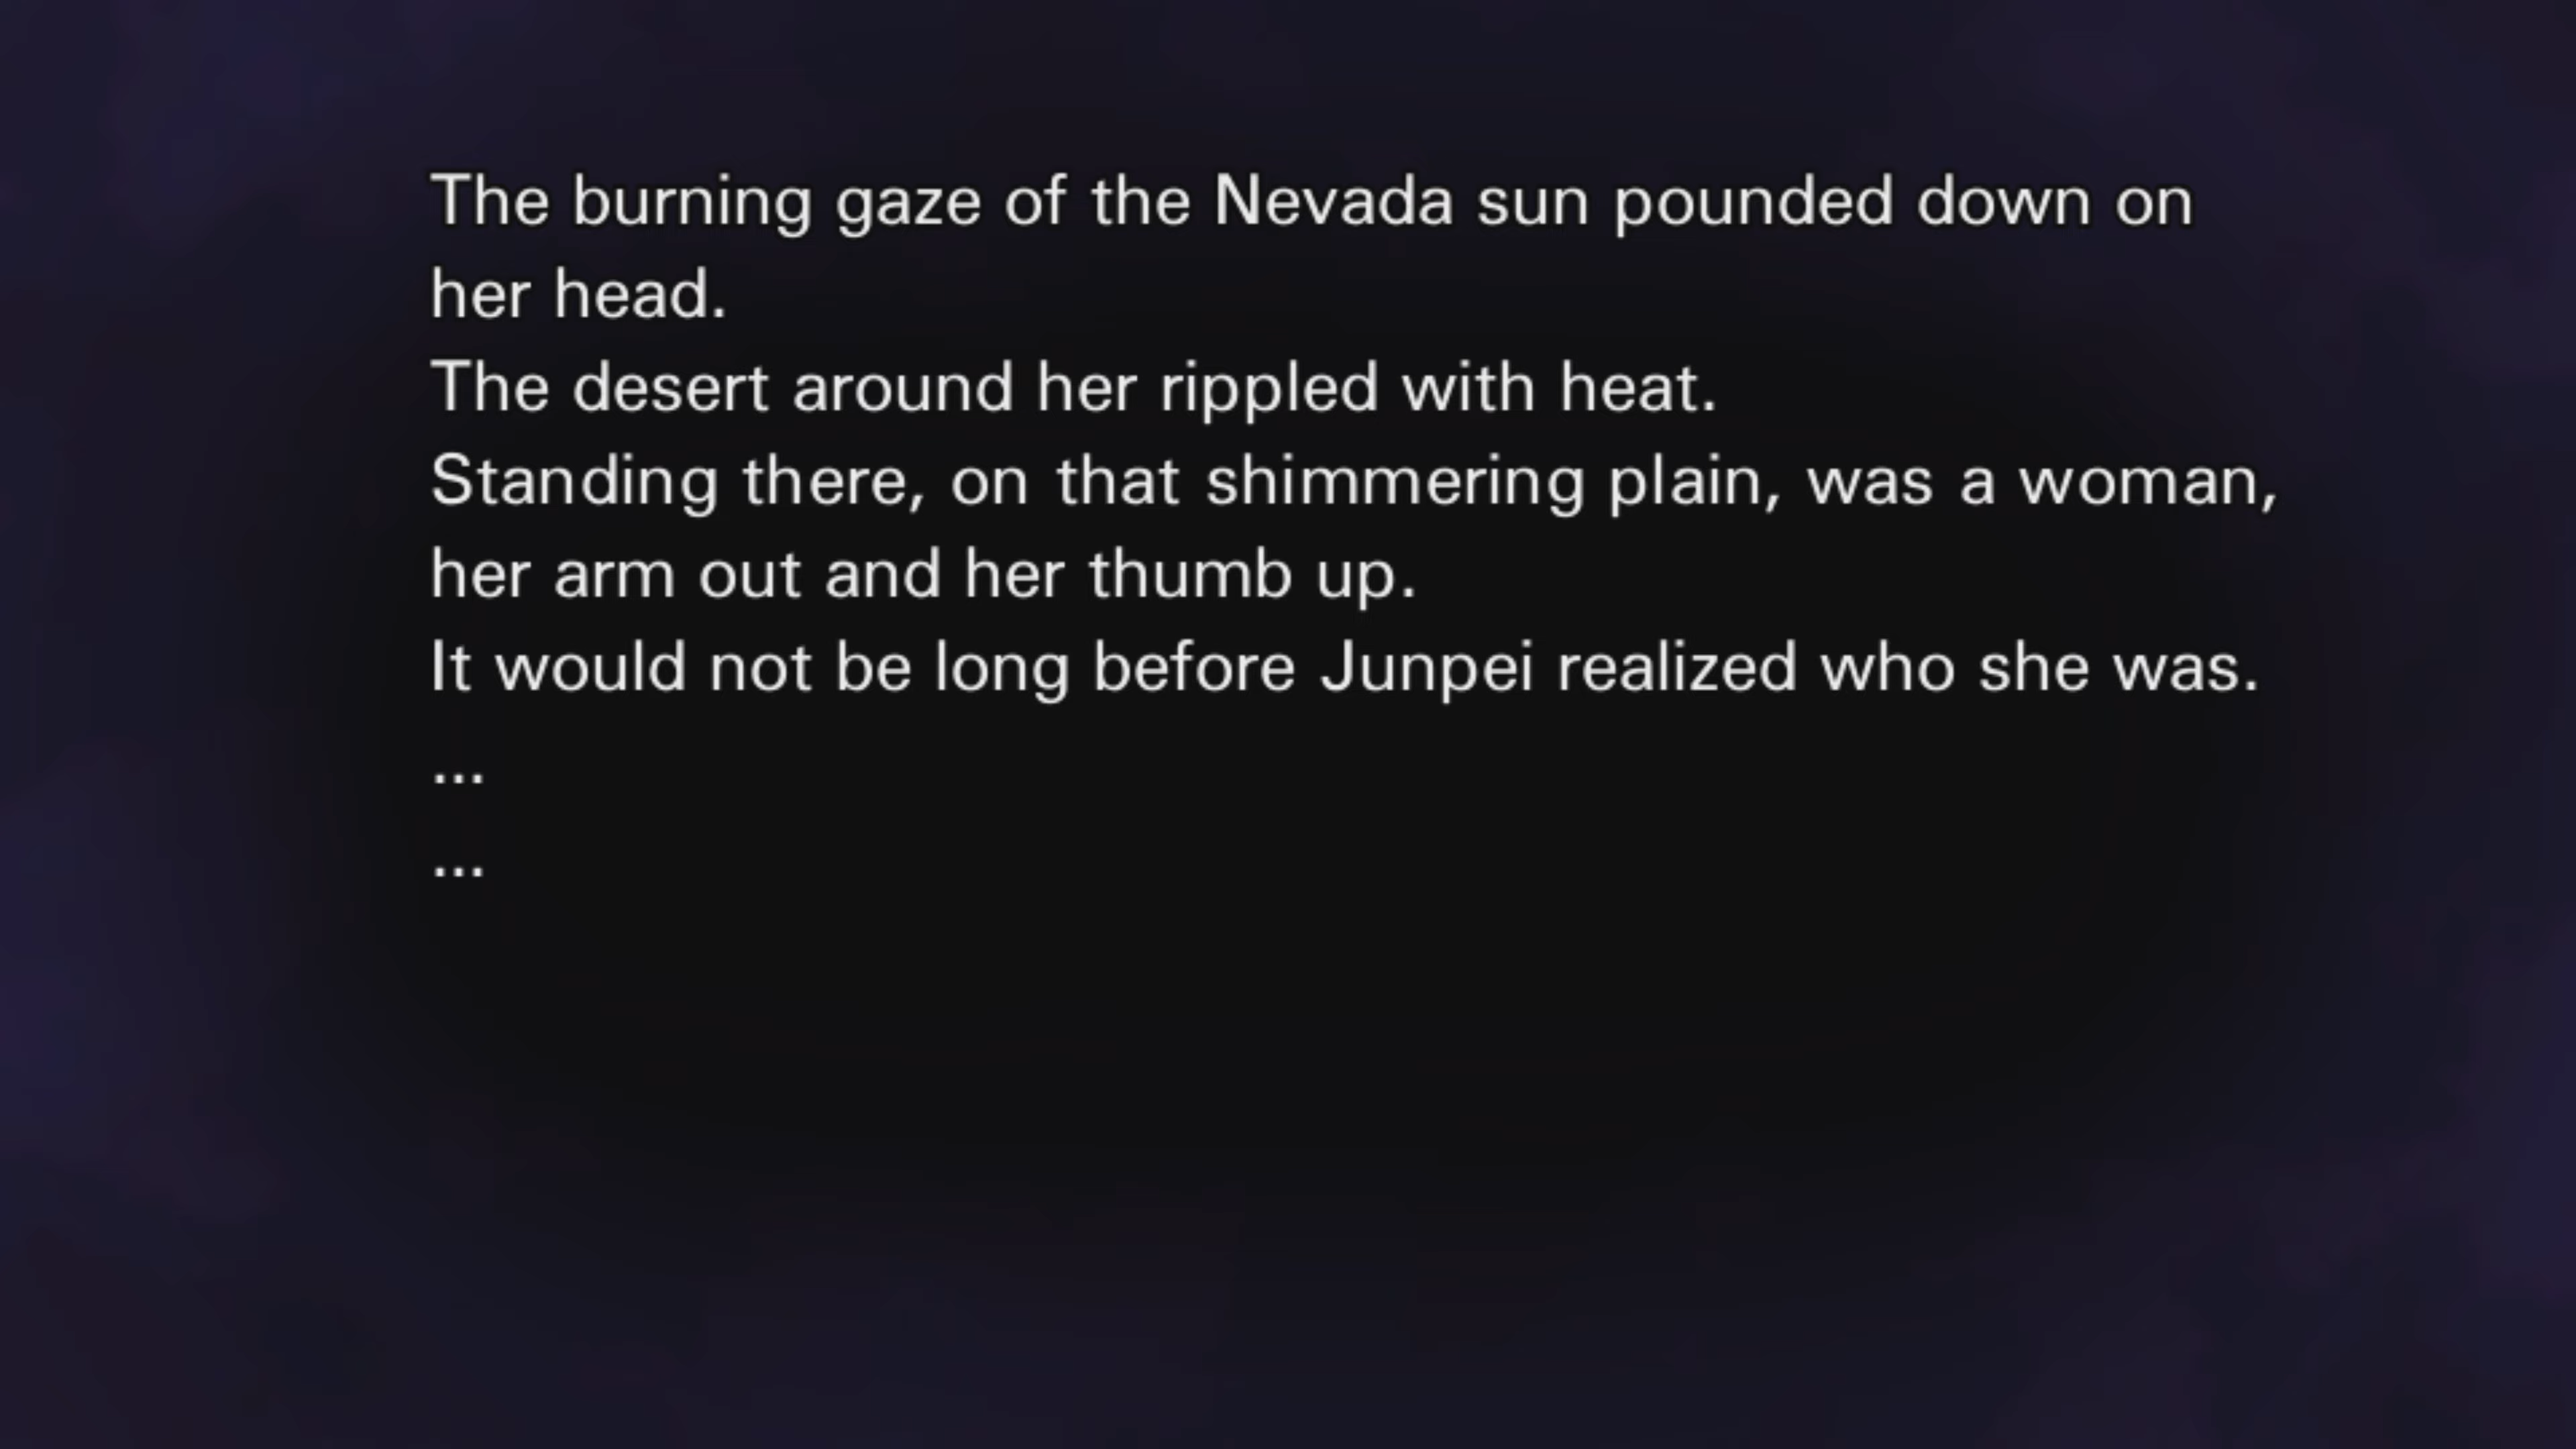 The burning gaze of the Nevada sun pounded down on
her head.
The desert around her rippled with heat.
Standing there, on that shimmering plain, was a woman,
her arm out and her thumb up.
It would not be long before Junpei realized who she was.
...
...